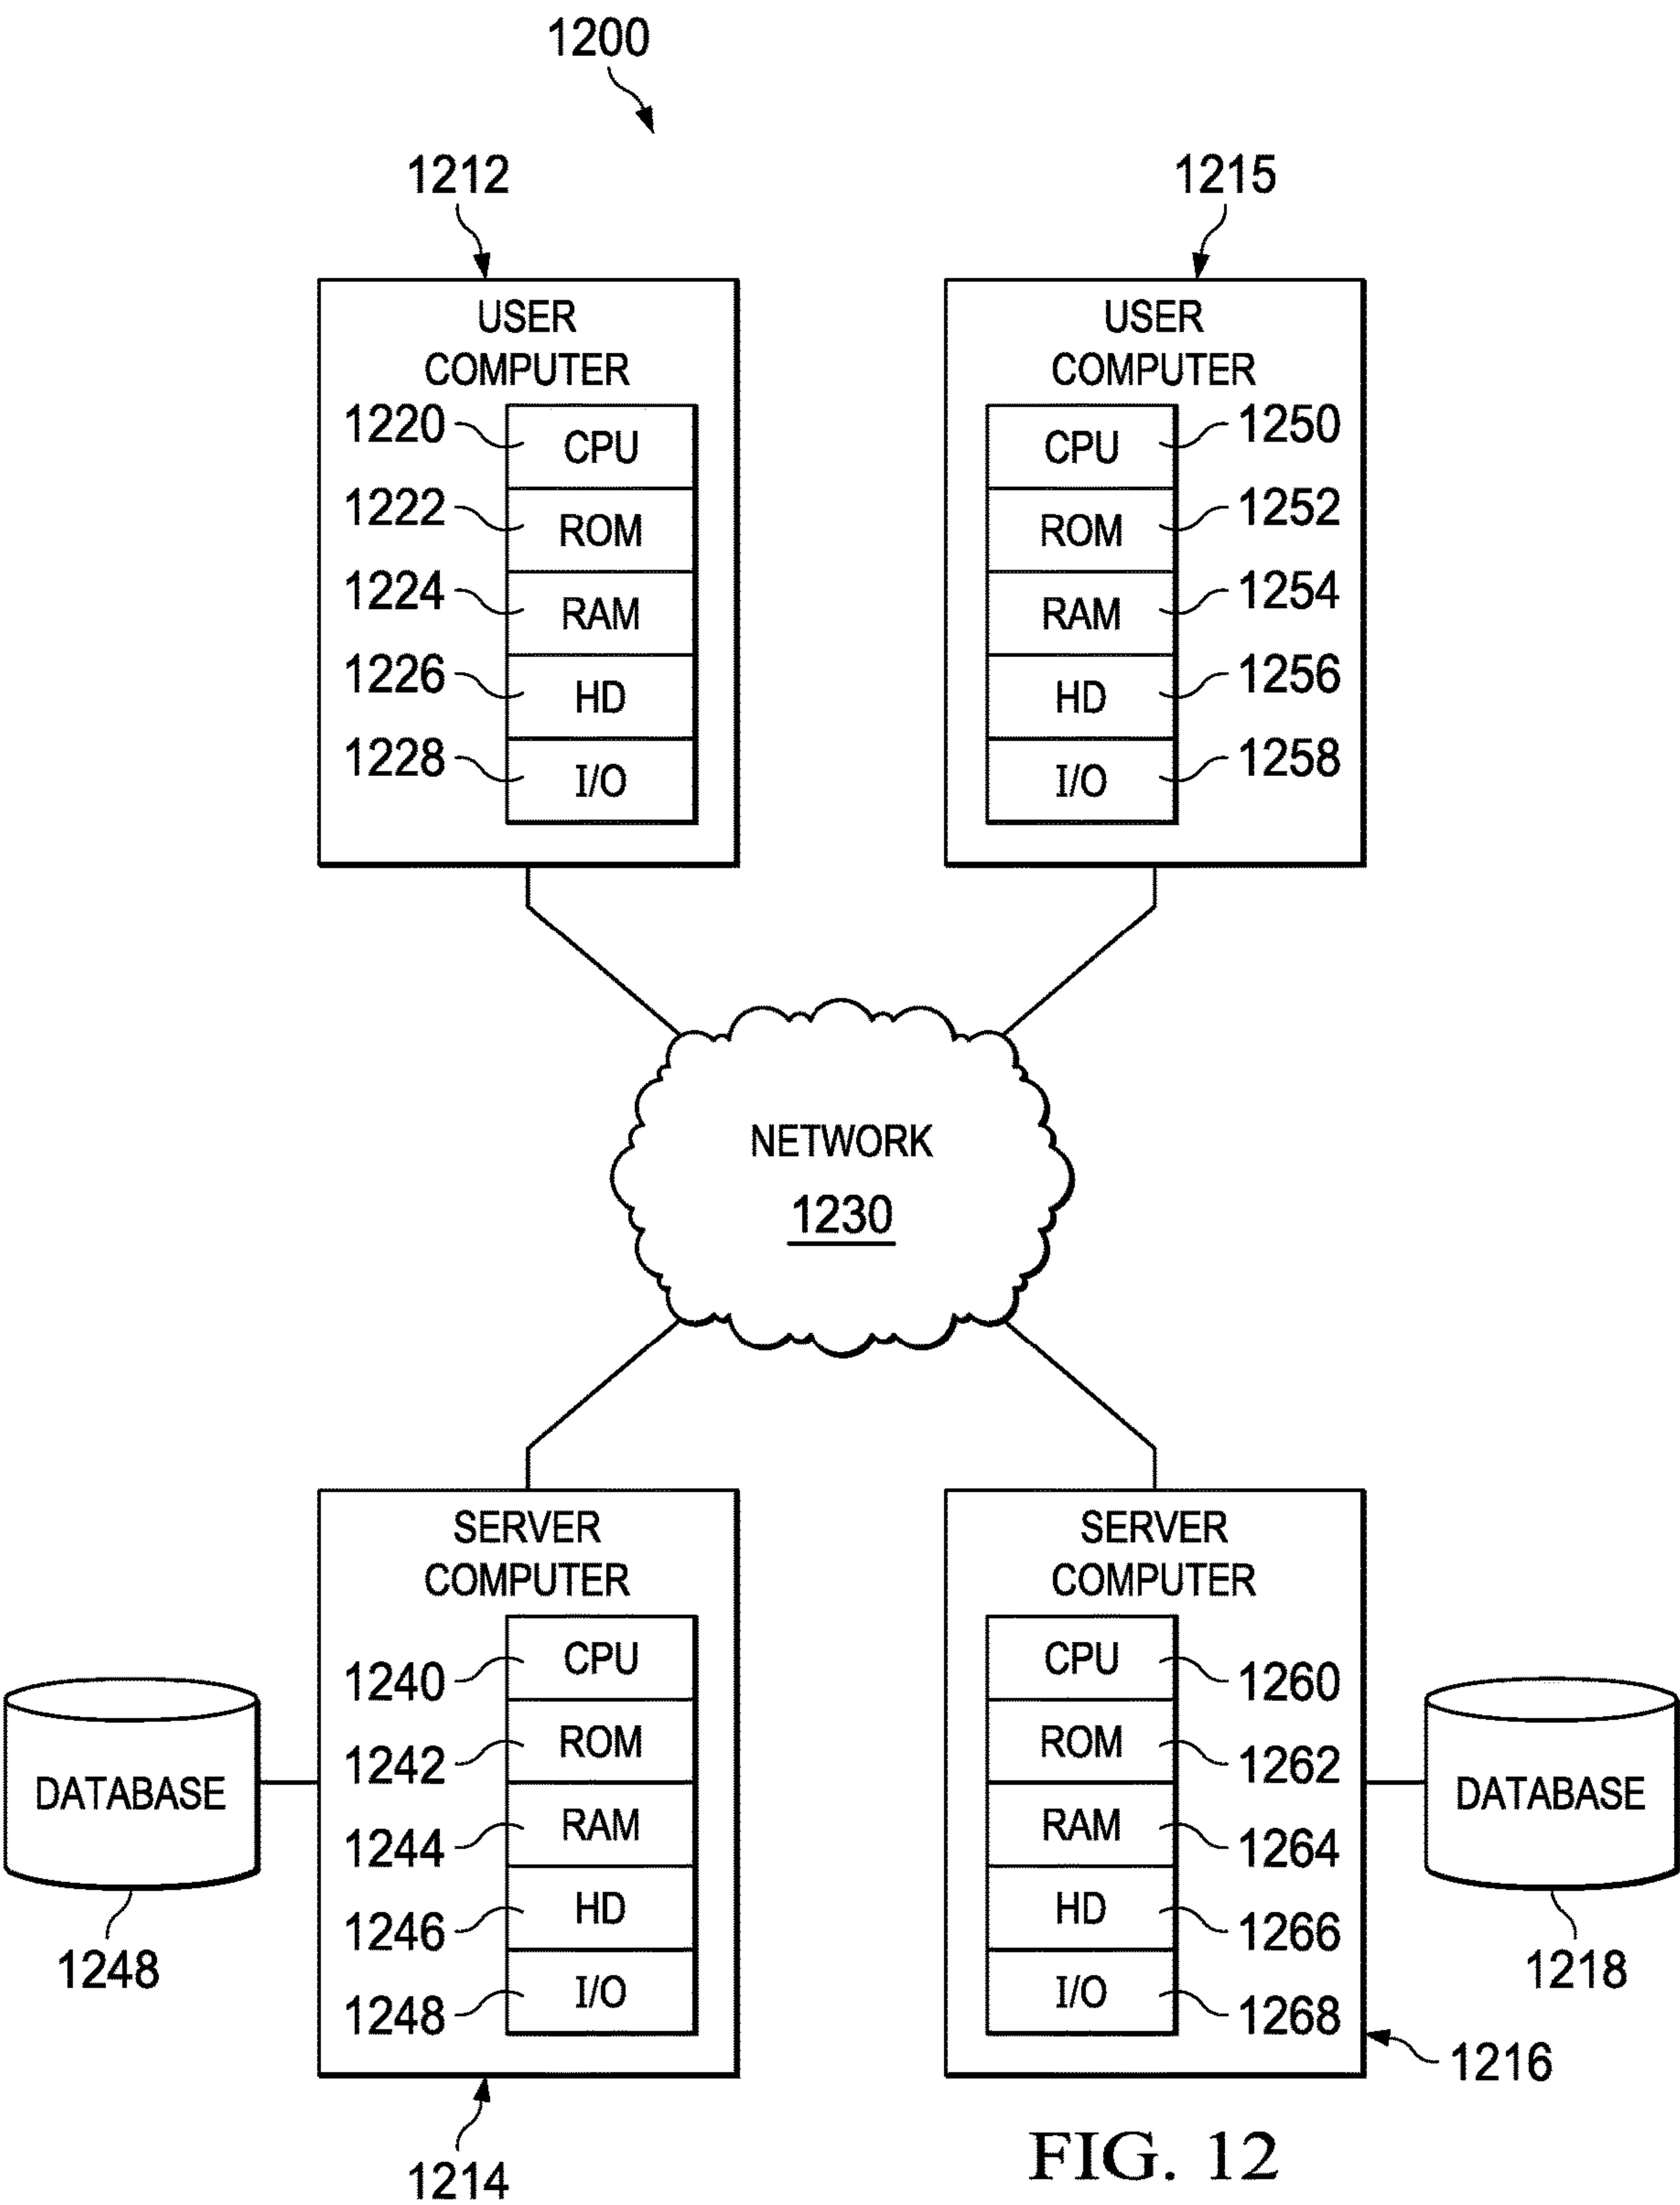 1200
1212
1215
USER
COMPUTER
1220 CPU
1222 ROM
1224 RAM
1226 HD
1228 I/O
USER
COMPUTER
CPU 1250
ROM 1252
RAM 1254
HD 1256
I/O 1258
NETWORK
1230
SERVER
COMPUTER
1240 CPU
1242 ROM
1244 RAM
1246 HD
1248 I/O
DATABASE
1248
1214
SERVER
COMPUTER
CPU 1260
ROM 1262
RAM 1264
HD 1266
I/O 1268
DATABASE
1218
1216
FIG. 12